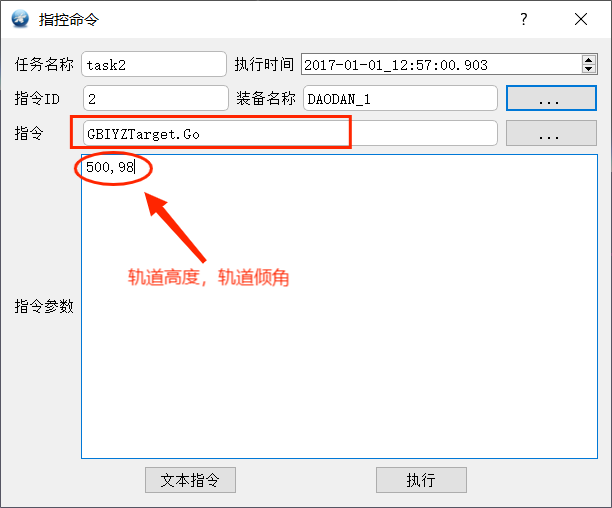 指控命令 ?
任务名称 task2 执行时间 2017-01-01_12:57:00.903
指令ID 2 装备名称 DAODAN_1 ...
指令 GBIYZTarget.Go ...
500,98
轨道高度，轨道倾角
指令参数
文本指令 执行